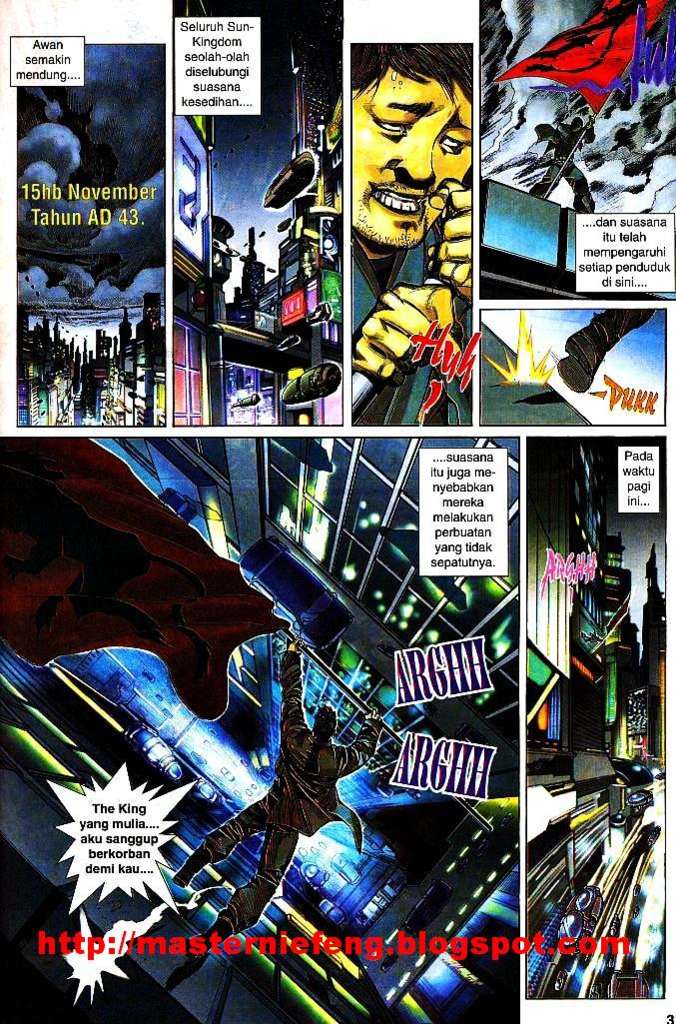 Awan
semakin
mendung....
15hb November
Tahun AD 43.
Seluruh Sun-
Kingdom
seolah-olah
diselubungi
suasana
kesedihan....
Huh
Huh
....dan suasana
itu telah
mempengaruhi
setiap penduduk
di sini....
DUKK
....suasana
itu juga me-
nyebabkan
mereka
melakukan
perbuatan
yang tidak
sepatutnya.
ARGHH
ARGHH
The King
yang mulia....
aku sanggup
berkorban
demi kau....
Pada
waktu
pagi
ini...
ARGHH
http://masterniefeng.blogspot.com
3